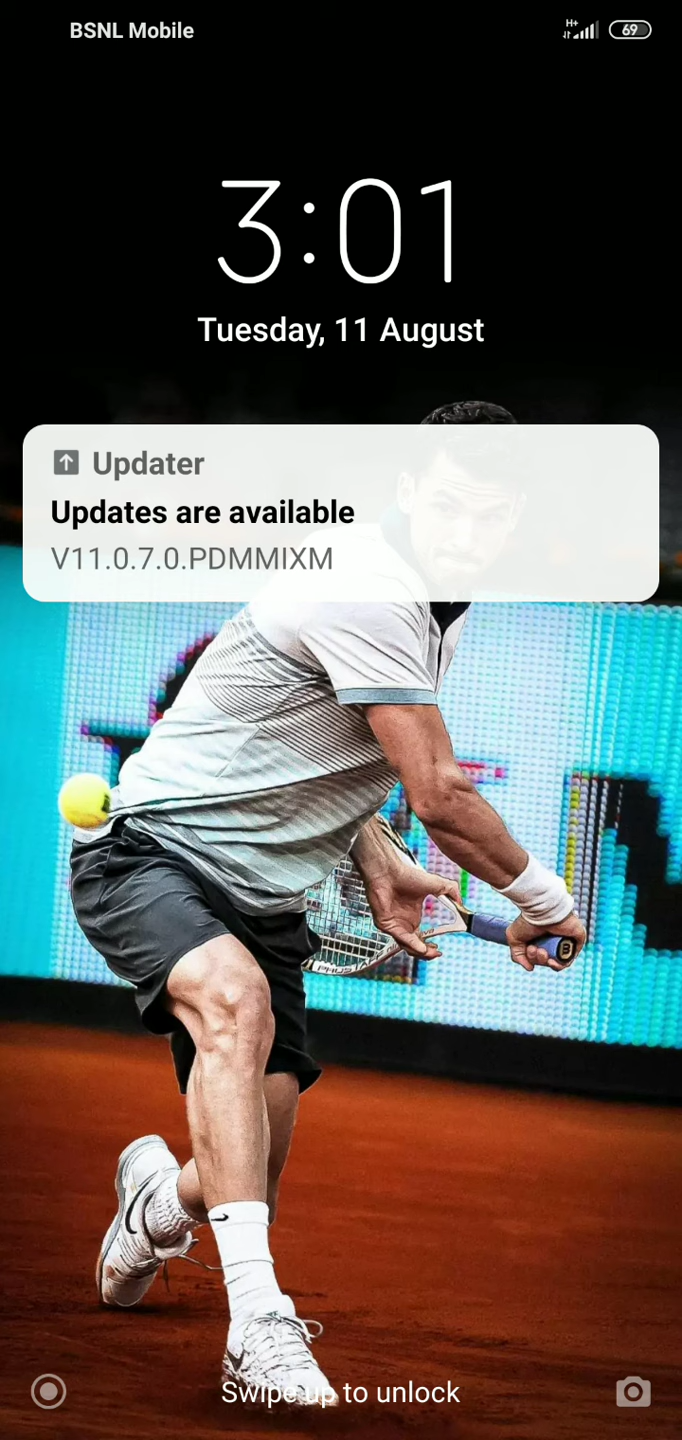 BSNL Mobile
H+
69
3:01
Tuesday, 11 August
Updater
Updates are available
V11.0.7.0.PDMMIXM
B
Swipe up to unlock